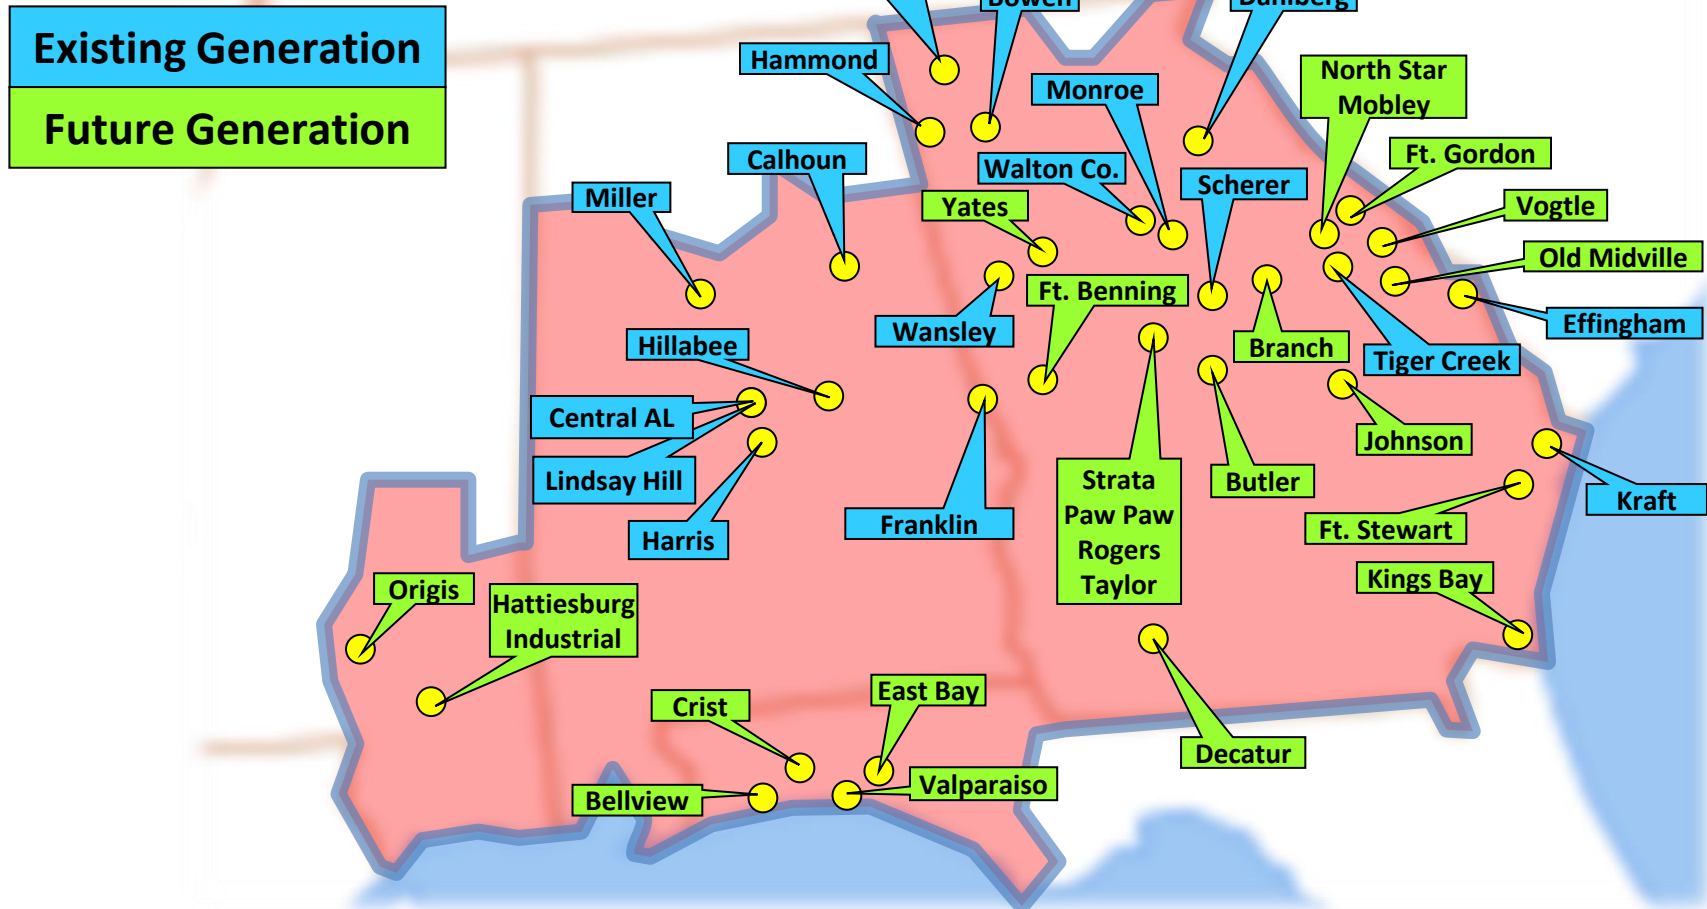 Existing Generation
Future Generation
Bowen
Dahlberg
Hammond
Monroe
North Star
Mobley
Calhoun
Walton Co.
Scherer
Ft. Gordon
Miller
Yates
Vogtle
Old Midville
Ft. Benning
Effingham
Wansley
Hillabee
Branch
Tiger Creek
Central AL
Johnson
Lindsay Hill
Strata
Paw Paw
Rogers
Taylor
Butler
Kraft
Harris
Franklin
Ft. Stewart
Origis
Hattiesburg
Industrial
Kings Bay
Crist
East Bay
Decatur
Bellview
Valparaiso